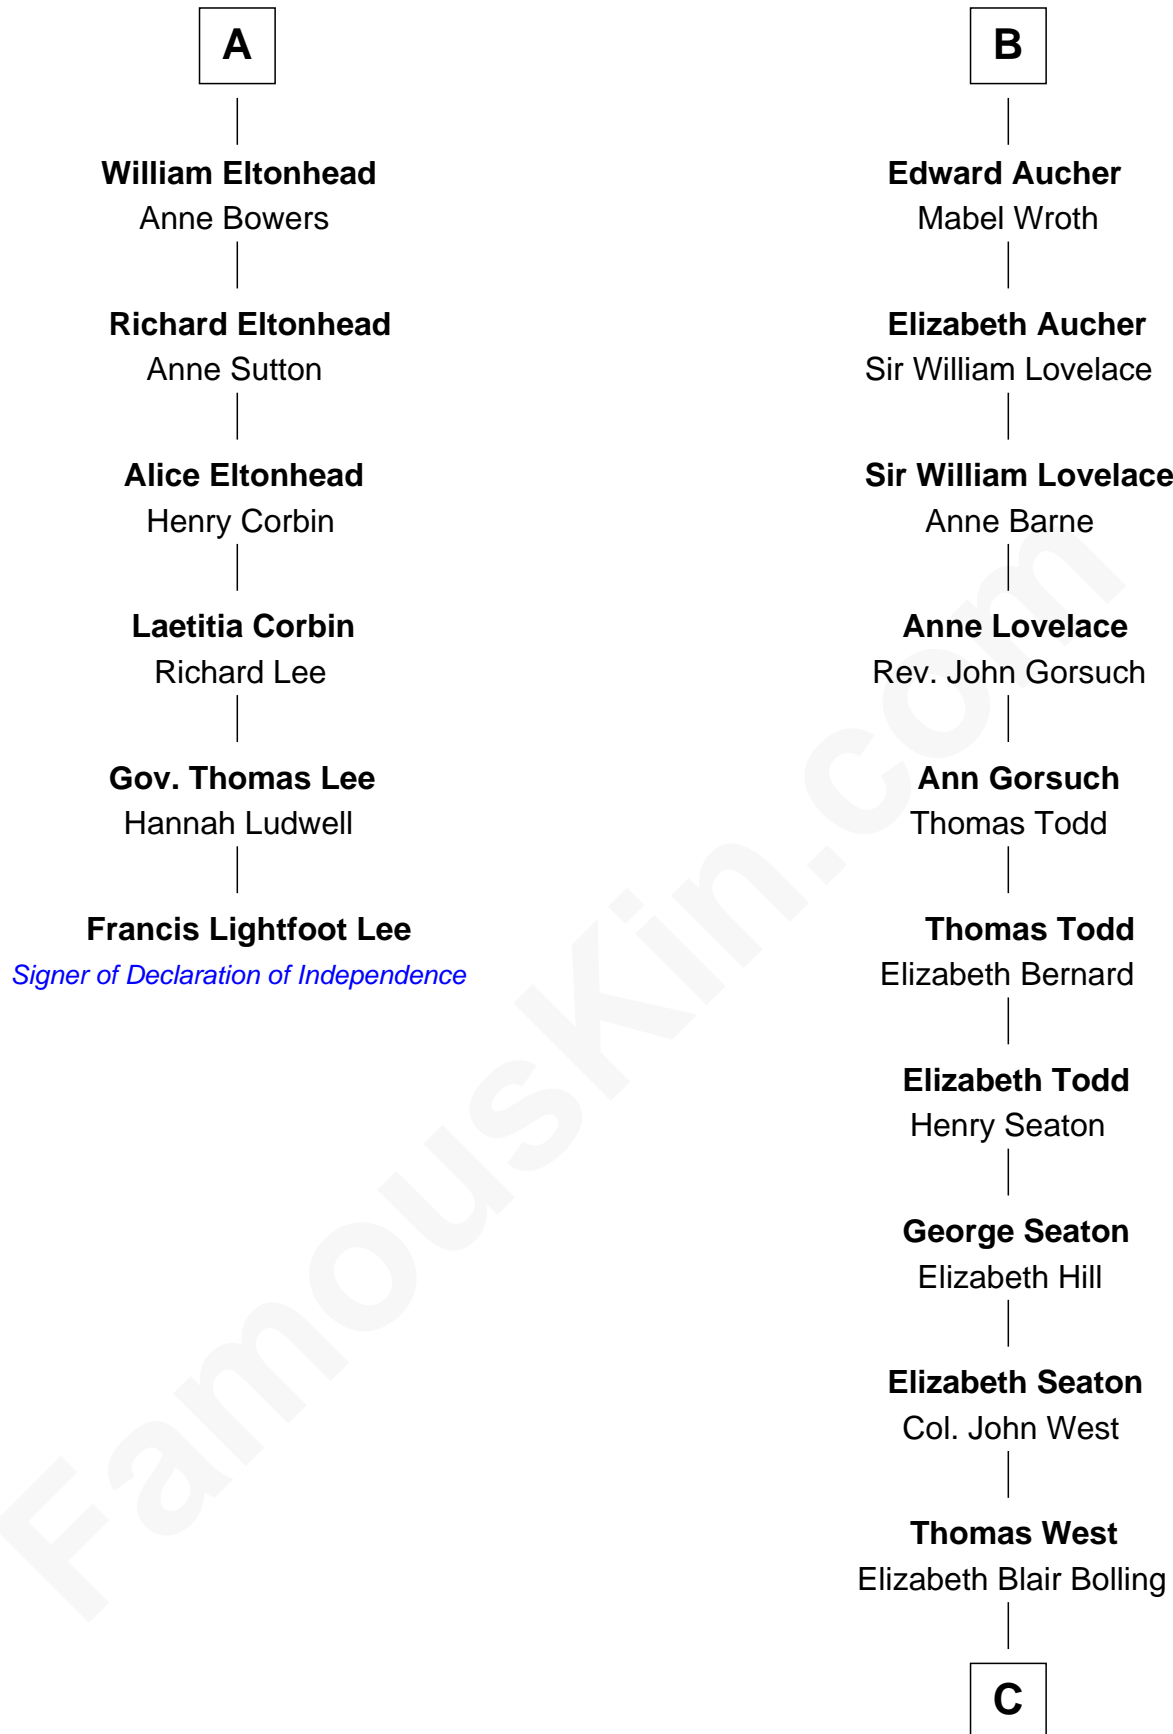 A
William Eltonhead
Anne Bowers
Richard Eltonhead
Anne Sutton
Alice Eltonhead
Henry Corbin
Laetitia Corbin
Richard Lee
Gov. Thomas Lee
Hannah Ludwell
Francis Lightfoot Lee
Signer of Declaration of Independence
B
Edward Aucher
Mabel Wroth
Elizabeth Aucher
Sir William Lovelace
Sir William Lovelace
Anne Barne
Anne Lovelace
Rev. John Gorsuch
Ann Gorsuch
Thomas Todd
Thomas Todd
Elizabeth Bernard
Elizabeth Todd
Henry Seaton
George Seaton
Elizabeth Hill
Elizabeth Seaton
Col. John West
Thomas West
Elizabeth Blair Bolling
C
FamousKin.com